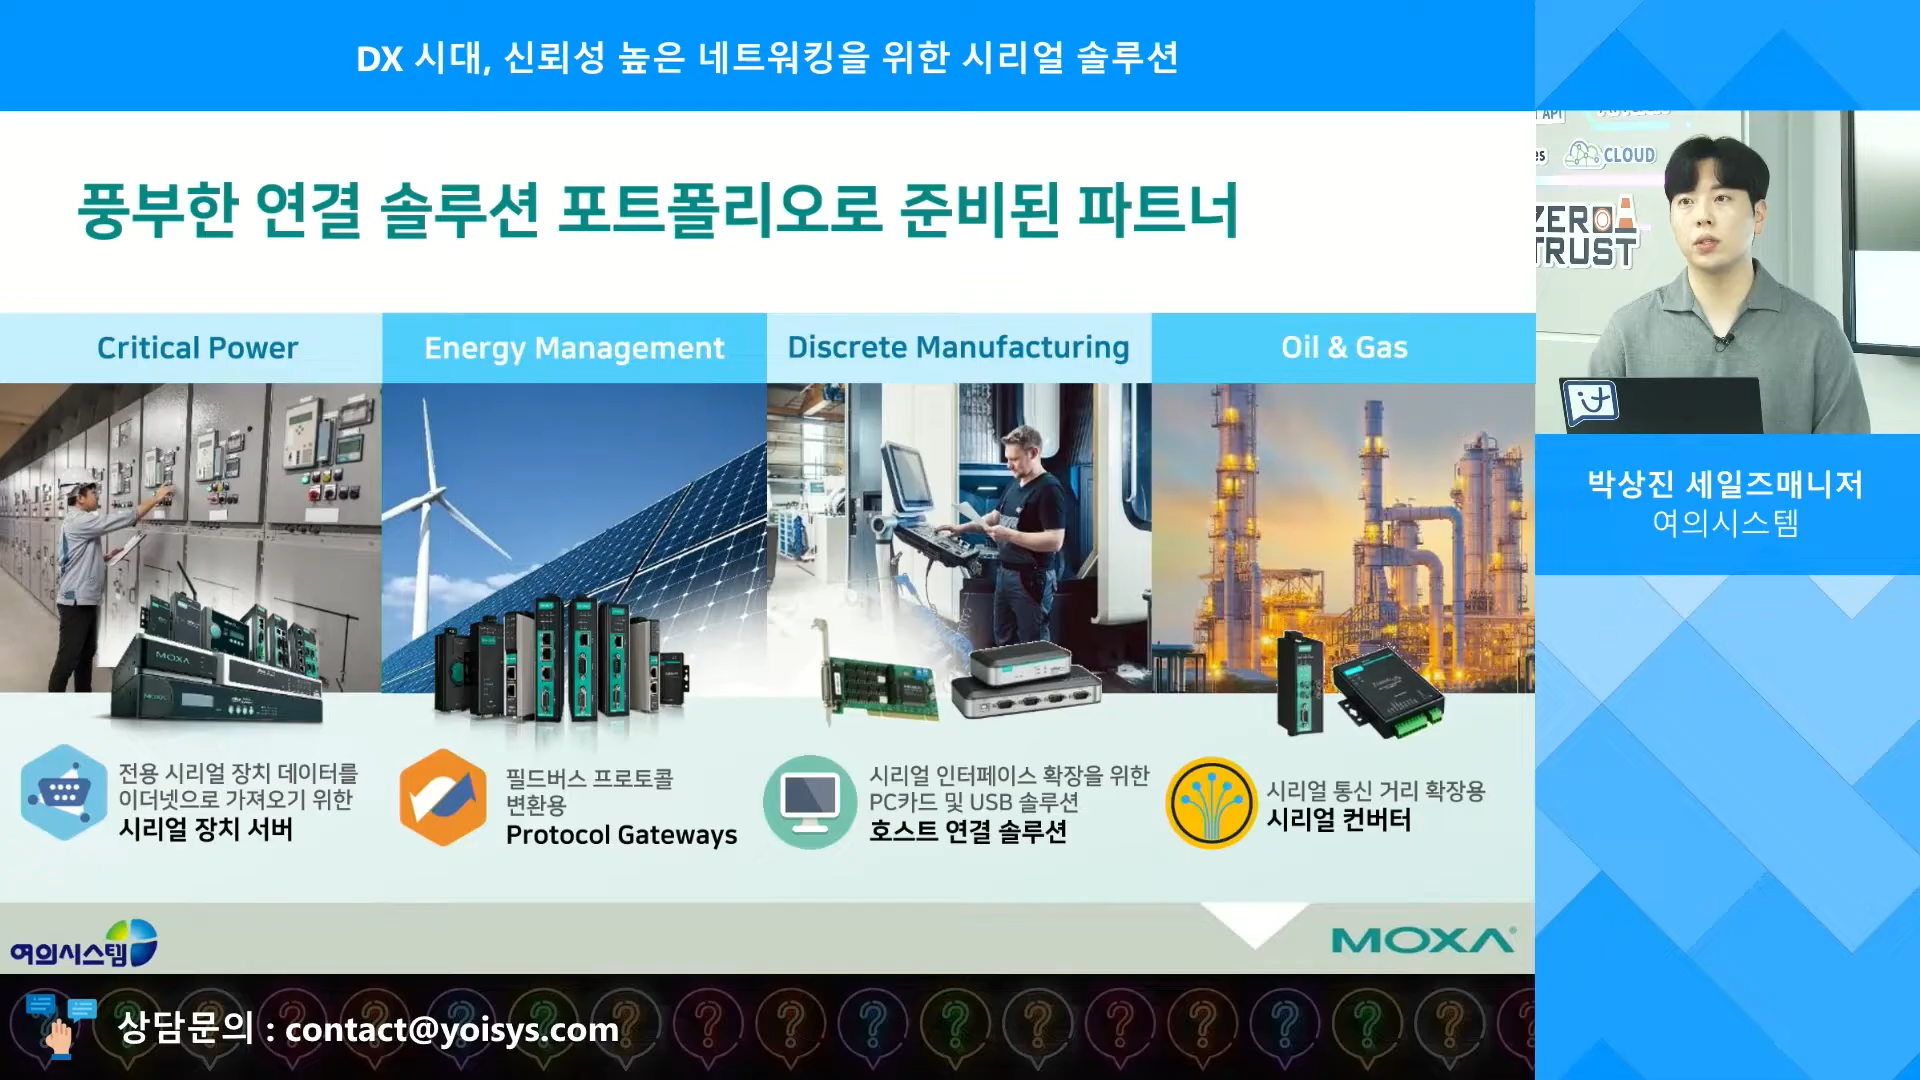 DX 시대, 신뢰성 높은 네트워킹을 위한 시리얼 솔루션
풍부한 연결 솔루션 포트폴리오로 준비된 파트너
Critical Power
Energy Management
Discrete Manufacturing
Oil & Gas
MOXA
전용 시리얼 장치 데이터를
이더넷으로 가져오기 위한
시리얼 장치 서버
필드버스 프로토콜
변환용
Protocol Gateways
시리얼 인터페이스 확장을 위한
PC카드 및 USB 솔루션
호스트 연결 솔루션
시리얼 통신 거리 확장용
시리얼 컨버터
여의시스템
MOXA
상담문의 : contact@yoisys.com
API
CLOUD
ZERO
TRUST
it
박상진 세일즈매니저
여의시스템